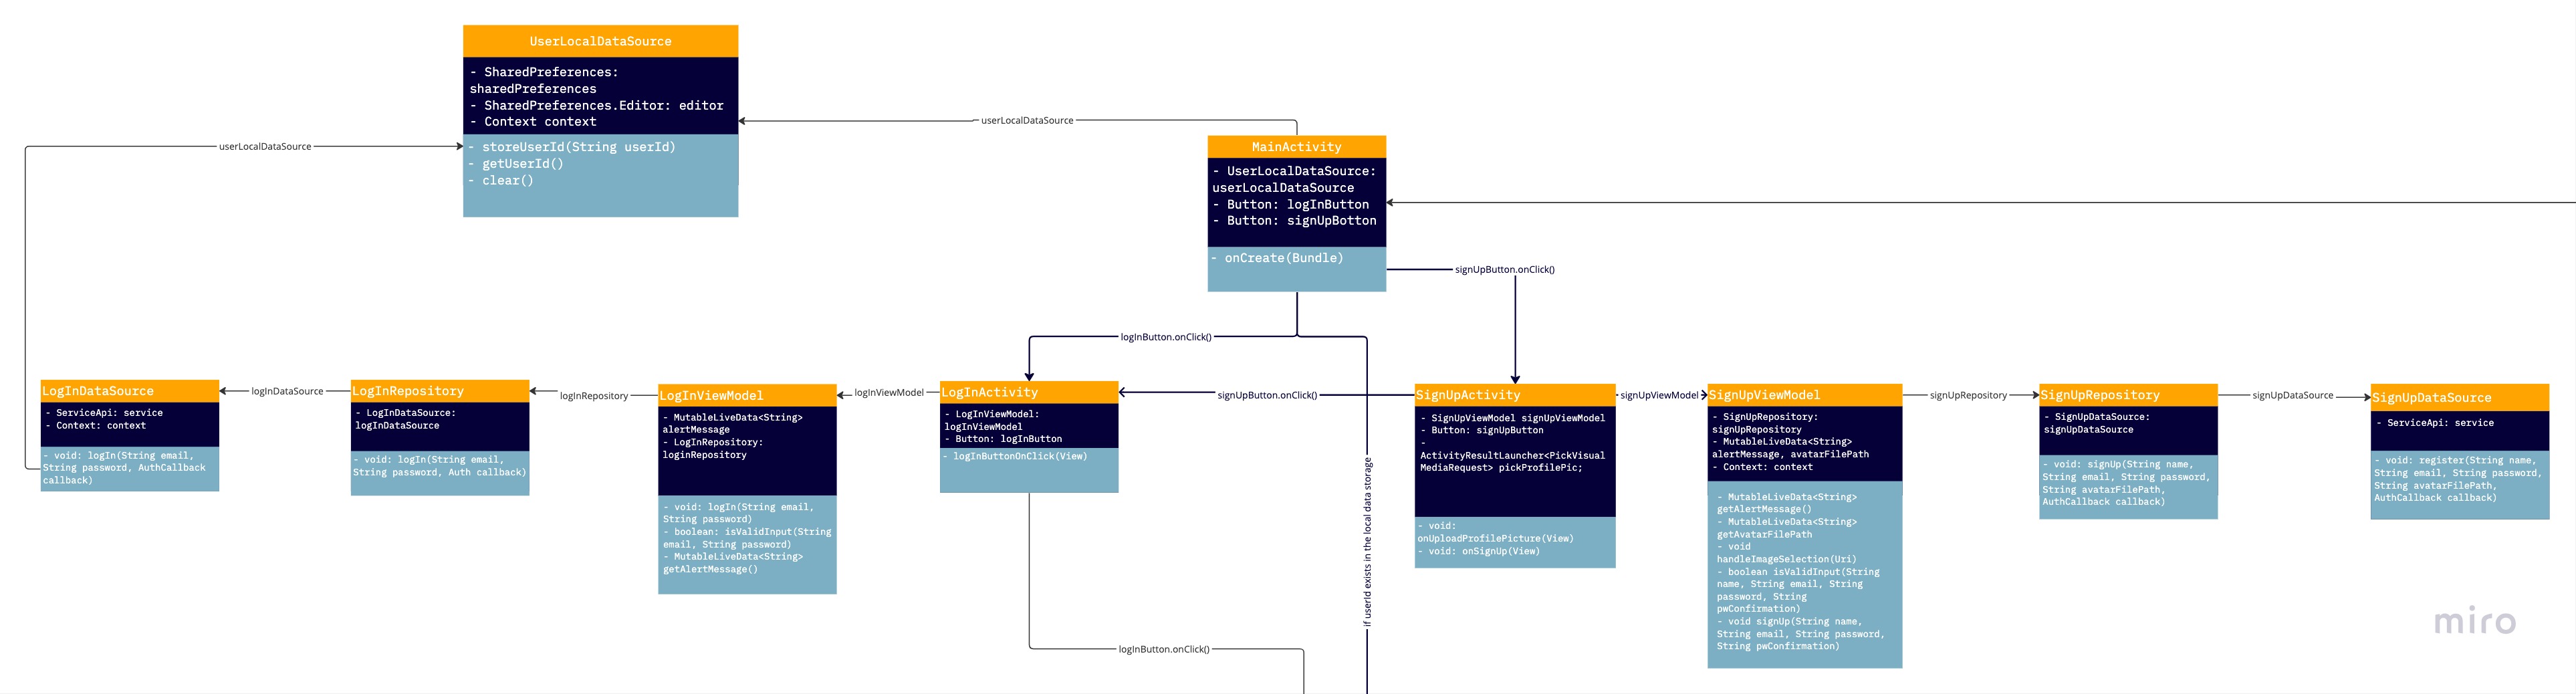 UserLocalDataSource
- SharedPreferences:
sharedPreferences
- SharedPreferences.Editor: editor
- Context context
- storeUserId(String userId)
- getUserId()
- clear()
userLocalDataSource
userLocalDataSource
MainActivity
- UserLocalDataSource:
userLocalDataSource
- Button: logInButton
- Button: signUpBotton
- onCreate(Bundle)
signUpButton.onClick()
logInButton.onClick()
LogInDataSource
- ServiceApi: service
- Context: context
- void: logIn(String email,
String password, AuthCallback
callback)
logInDataSource
LogInRepository
- LogInDataSource:
logInDataSource
- void: logIn(String email,
String password, Auth callback)
logInRepository
LogInViewModel
- MutableLiveData<String>
alertMessage
- LogInRepository:
loginRepository
- void: logIn(String email,
String password)
- boolean: isValidInput(String
email, String password)
- MutableLiveData<String>
getAlertMessage()
logInViewModel
LogInActivity
- LogInViewModel:
logInViewModel
- Button: logInButton
- logInButtonOnClick(View)
signUpButton.onClick()
logInButton.onClick()
if userId exists in the local data storage
SignUpActivity
- SignUpViewModel signUpViewModel
- Button: signUpButton
-
ActivityResultLauncher<PickVisual
MediaRequest> pickProfilePic;
- void:
onUploadProfilePicture(View)
- void: onSignUp(View)
signUpViewModel
SignUpViewModel
- SignUpRepository:
signUpRepository
- MutableLiveData<String>
alertMessage, avatarFilePath
- Context: context
- MutableLiveData<String>
getAlertMessage()
- MutableLiveData<String>
getAvatarFilePath
- void
handleImageSelection(Uri)
- boolean isValidInput(String
name, String email, String
password, String
pwConfirmation)
- void signUp(String name,
String email, String password,
String pwConfirmation)
signUpRepository
SignUpRepository
- SignUpDataSource:
signUpDataSource
- void: signUp(String name,
String email, String password,
String avatarFilePath,
AuthCallback callback)
signUpDataSource
SignUpDataSource
- ServiceApi: service
- void: register(String name,
String email, String password,
String avatarFilePath,
AuthCallback callback)
miro